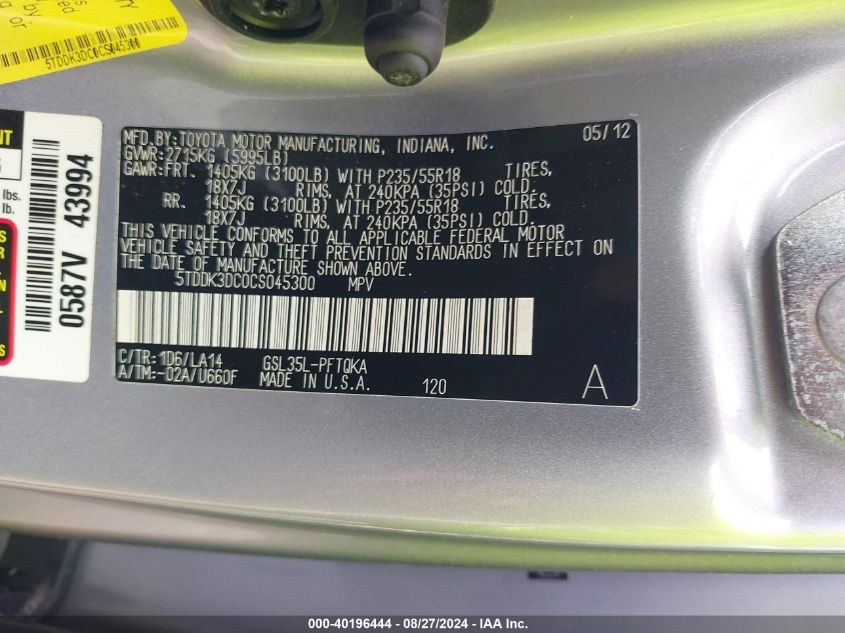 5TDDK3DC0CS045300
0587V 43994
lbs.
lb.
MFD.BY:TOYOTA MOTOR MANUFACTURING, INDIANA, INC. 05/12
GVWR:2715KG (5995LB)
GAWR:FRT. 1405KG (3100LB) WITH P235/55R18 TIRES,
18X7J RIMS, AT 240KPA (35PSI) COLD.
RR. 1405KG (3100LB) WITH P235/55R18 TIRES,
18X7J RIMS, AT 240KPA (35PSI) COLD.
THIS VEHICLE CONFORMS TO ALL APPLICABLE FEDERAL MOTOR
VEHICLE SAFETY AND THEFT PREVENTION STANDARDS IN EFFECT ON
THE DATE OF MANUFACTURE SHOWN ABOVE.
5TDDK3DC0CS045300 MPV
C/TR:1D6/LA14 GSL35L-PFTQKA
A/TM:-02A/U660F MADE IN U.S.A. 120 A
000-40196444 - 08/27/2024 - IAA Inc.